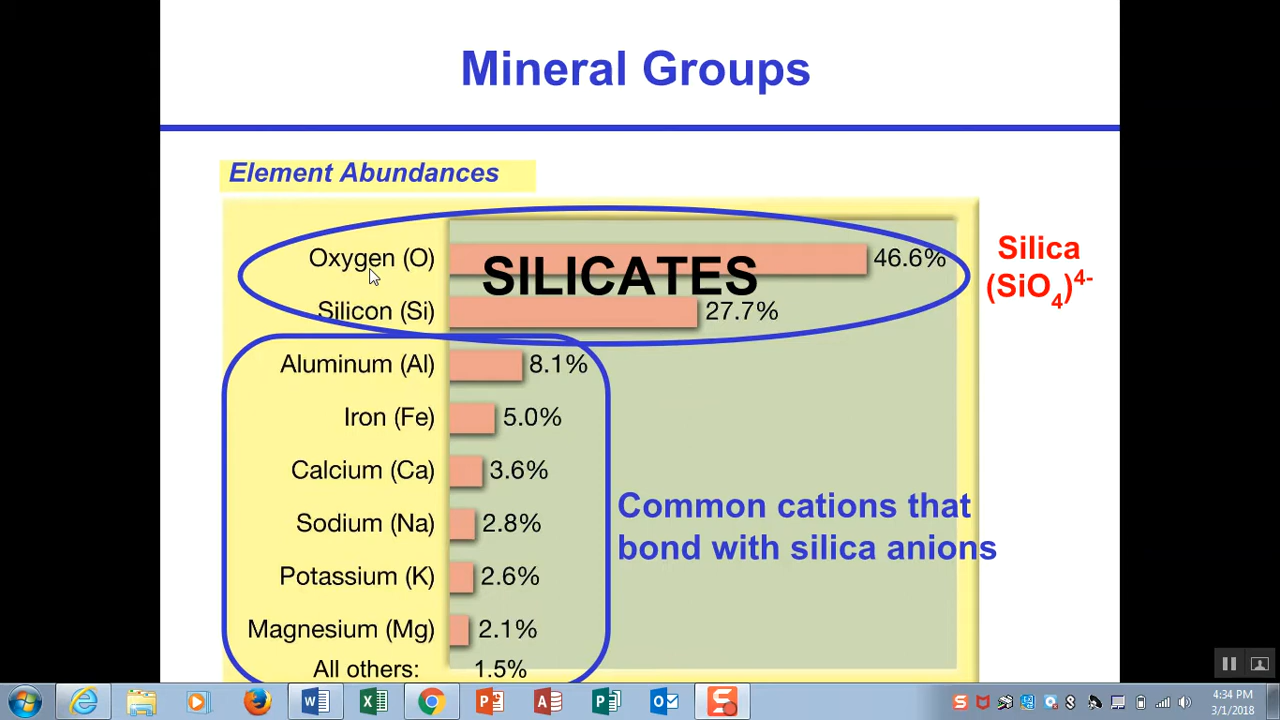 Mineral Groups
Element Abundances
Oxygen (O) 46.6%
SILICATES
Silicon (Si) 27.7%
Silica
(SiO4)4-
Aluminum (Al) 8.1%
Iron (Fe) 5.0%
Calcium (Ca) 3.6%
Sodium (Na) 2.8%
Potassium (K) 2.6%
Magnesium (Mg) 2.1%
All others: 1.5%
Common cations that
bond with silica anions
4:34 PM
3/1/2018